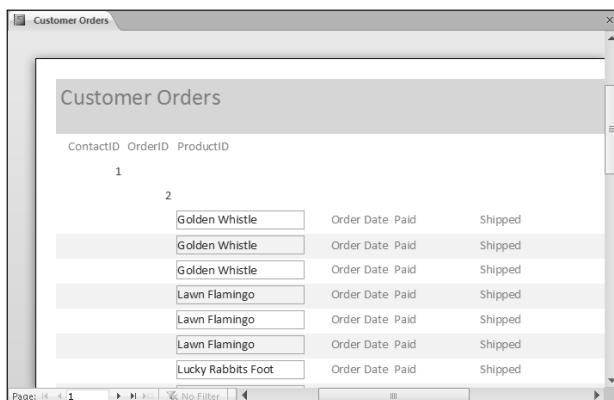 Customer Orders
Customer Orders
ContactID OrderID ProductID
1
2
Golden Whistle Order Date Paid Shipped
Golden Whistle Order Date Paid Shipped
Golden Whistle Order Date Paid Shipped
Lawn Flamingo Order Date Paid Shipped
Lawn Flamingo Order Date Paid Shipped
Lawn Flamingo Order Date Paid Shipped
Lucky Rabbits Foot Order Date Paid Shipped
Page: 1 No Filter